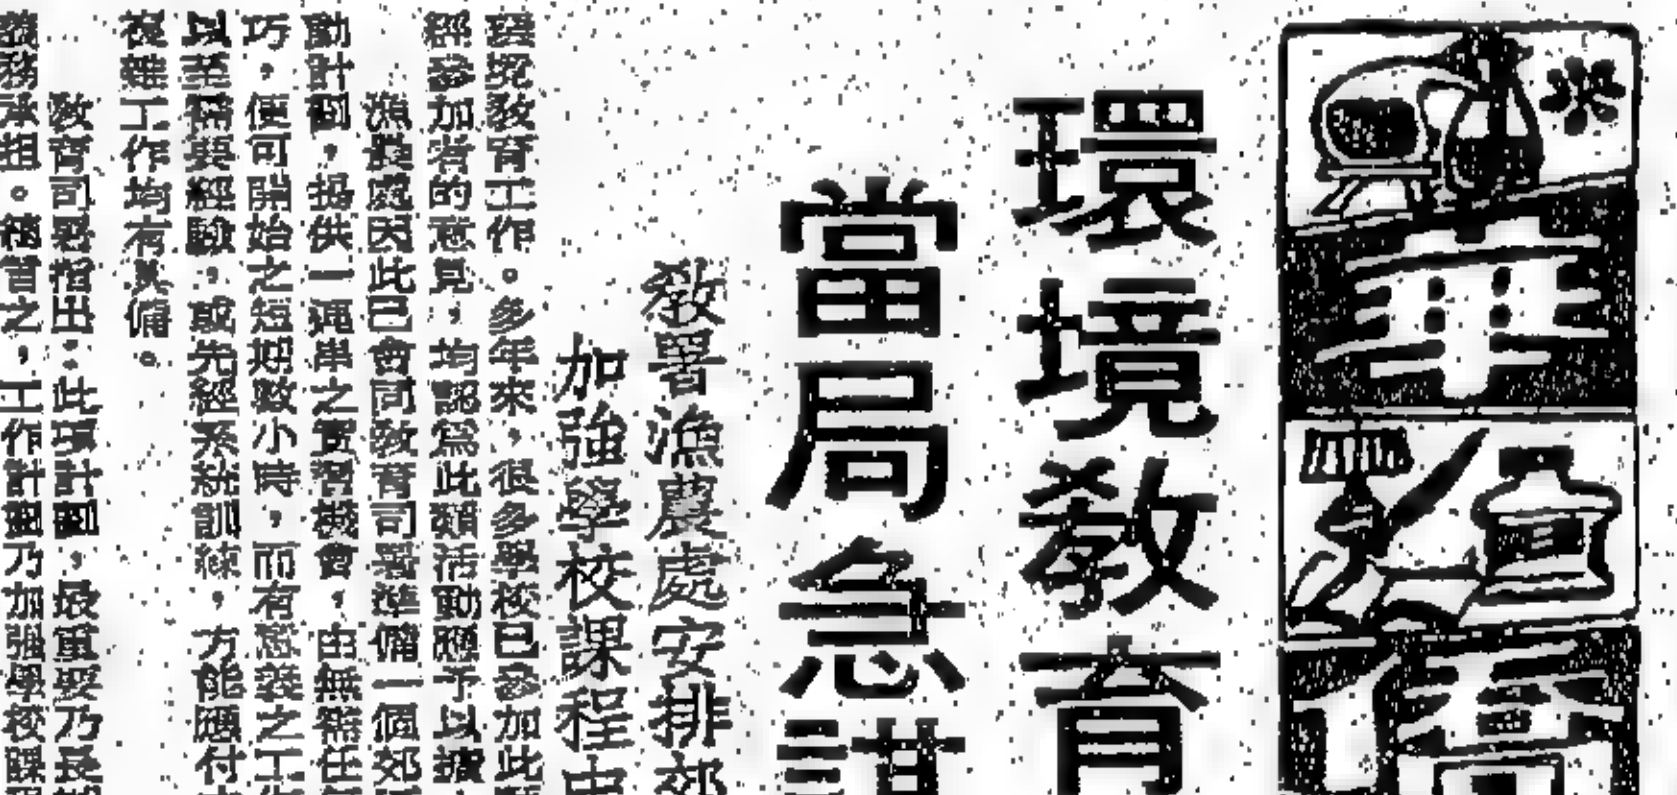 華
環境教育
當局急謀
教署漁農處安排郊
加強學校課程中
環境教育工作。多年來，很多學校已參加此
部參加者的意見，均認為此類活動應予以擴
漁農處因此已會同教育司署準備一個郊
動計劃，提供一連串之實習機會，由無需任何
巧，便可開始之短期數小時，而有意義之工作
以至需要經驗，或先經系統訓練，方能應付
複雜工作均有具備。
教育司署指出：此項計劃，最重要乃長
義務承担。總言之，工作計劃乃加強學校課